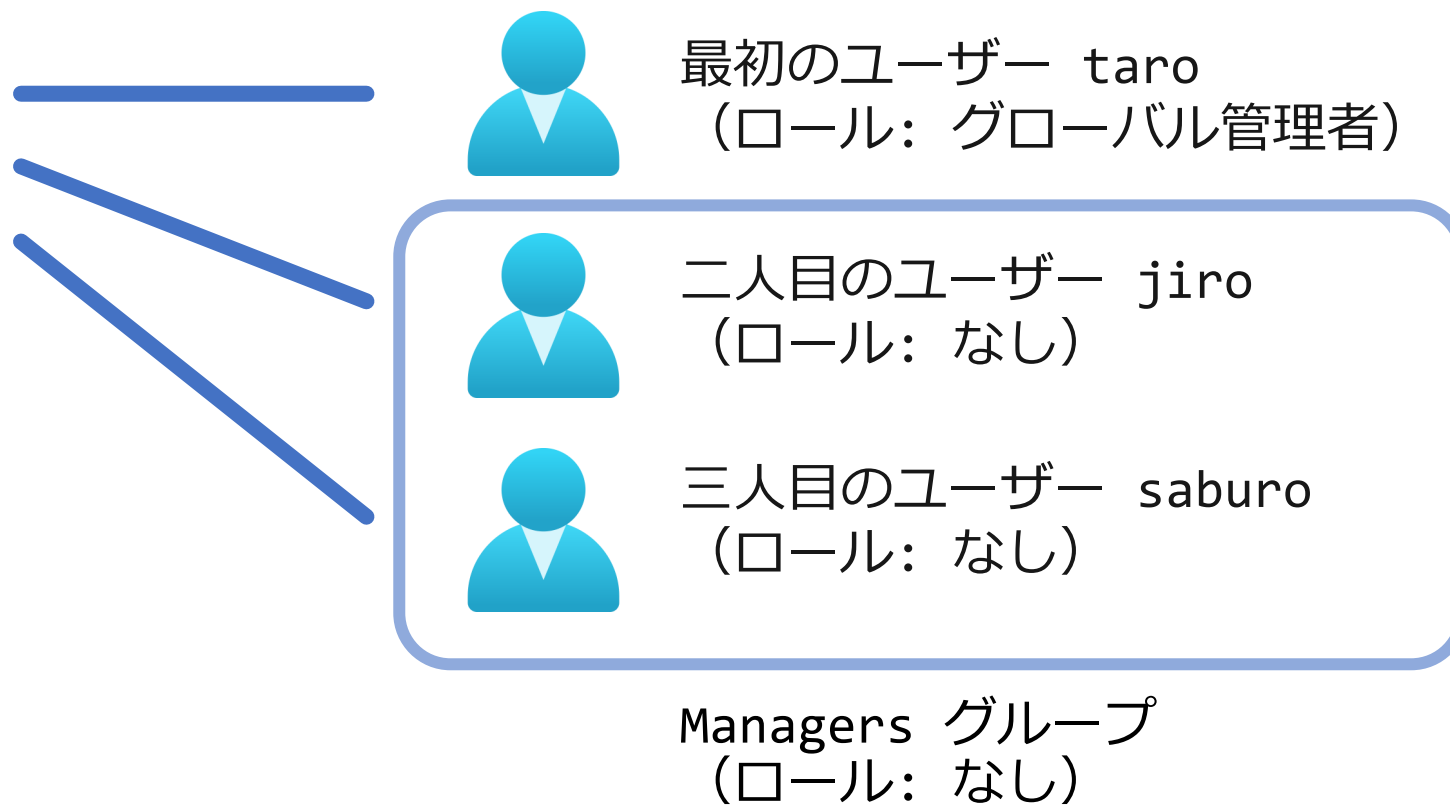 最初のユーザー taro
（ロール: グローバル管理者）
二人目のユーザー jiro
（ロール: なし）
三人目のユーザー saburo
（ロール: なし）
Managers グループ
（ロール: なし）